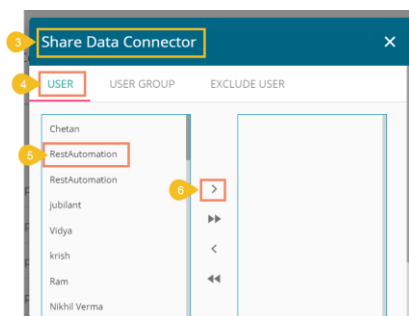 3 Share Data Connector ×
4 USER USER GROUP EXCLUDE USER
Chetan
5 RestAutomation
RestAutomation
6 >
jubilant
Vidya
krish
<
Ram
Nikhil Verma